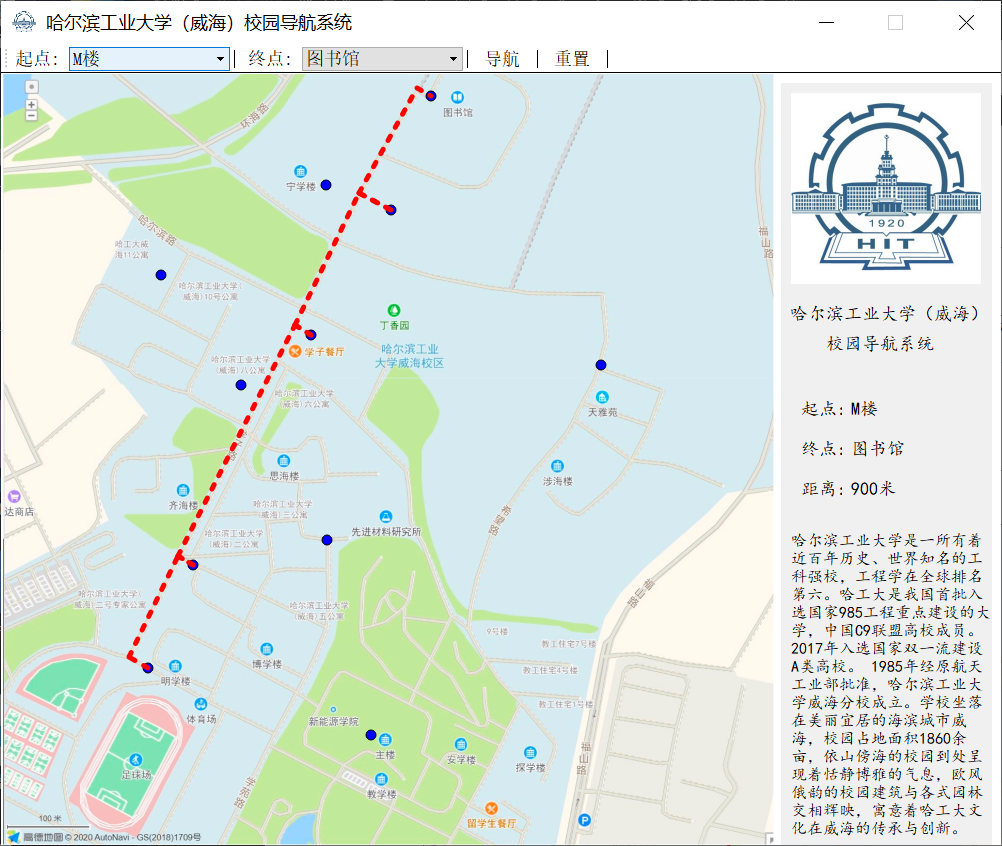 哈尔滨工业大学（威海）校园导航系统
起点： M楼 终点： 图书馆 导航 重置
环海路
图书馆
宁学楼
哈尔滨路
福山路
哈工大威
海11公寓
哈尔滨工业大学(
威海)10号公寓
丁香园
学子餐厅
哈尔滨工业
大学威海校区
哈尔滨工业大学
(威海)八公寓
哈尔滨工业大学
(威海)六公寓
天雅苑
思海楼
涉海楼
齐海楼
达商店
哈尔滨工业大学
(威海)三公寓
先进材料研究所
哈尔滨工业大学
(威海)二公寓
福山路
哈尔滨工业大学(
威海)二号专家公寓
哈尔滨工业大学
(威海)五公寓
9号楼
教工住宅7号楼
博学楼
教工住宅4号楼
明学楼
体育场
教工住宅1号楼
新能源学院
主楼
安学楼
探学楼
福山路
足球场
教学楼
学苑路
留学生餐厅
P
100 米
高德地图 © 2020 AutoNavi - GS(2018)1709号
1920
HIT
哈尔滨工业大学（威海）
校园导航系统
起点：M楼
终点：图书馆
距离：900米
哈尔滨工业大学是一所有着
近百年历史、世界知名的工
科强校，工程学在全球排名
第六。哈工大是我国首批入
选国家985工程重点建设的大
学，中国C9联盟高校成员。
2017年入选国家双一流建设
A类高校。 1985年经原航天
工业部批准，哈尔滨工业大
学威海分校成立。学校坐落
在美丽宜居的海滨城市威
海，校园占地面积1860余
亩，依山傍海的校园到处呈
现着恬静博雅的气息，欧风
俄韵的校园建筑与各式园林
交相辉映，寓意着哈工大文
化在威海的传承与创新。